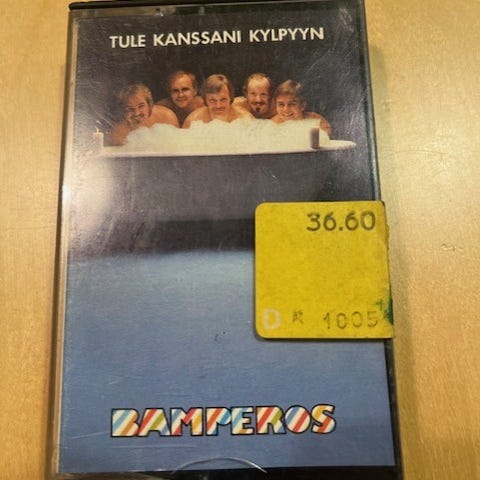 TULE KANSSANI KYLPYYN
36.60
D 1005
BAMPEROS